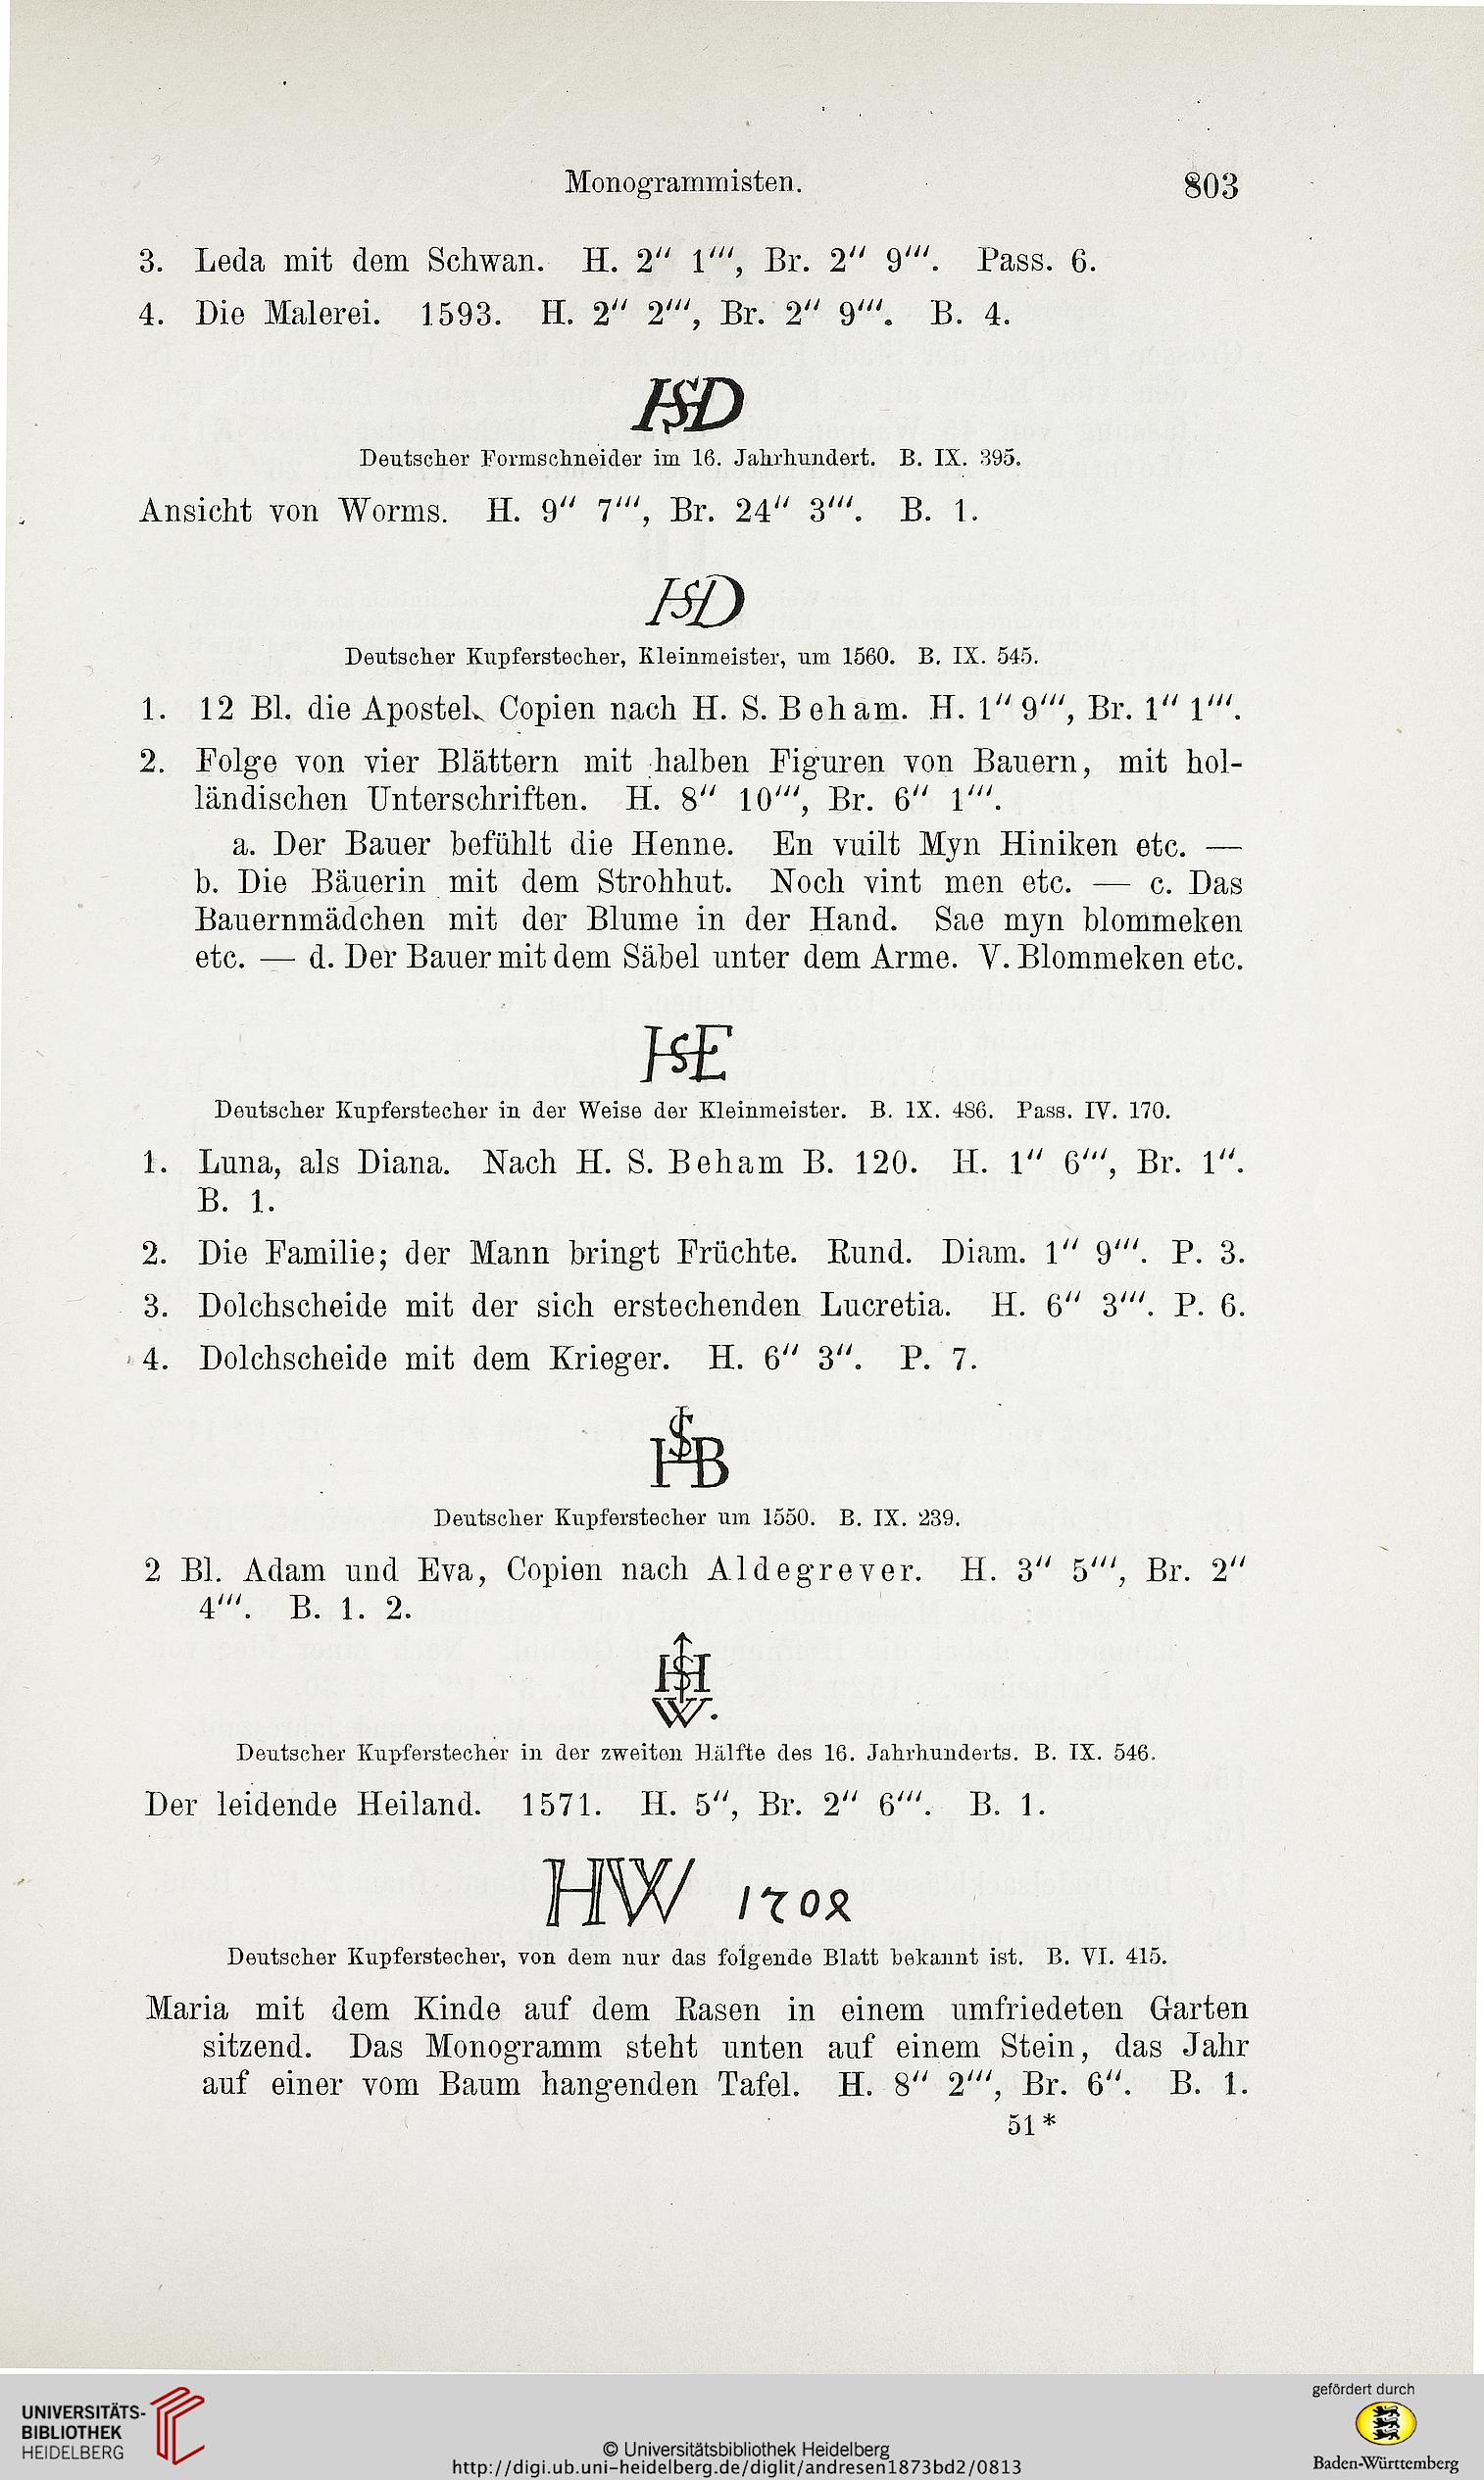 Monogrammisten. 803
3. Leda mit dem Schwan. H. 2″ 1‴, Br. 2″ 9‴. Pass. 6.
4. Die Malerei. 1593. H. 2″ 2‴, Br. 2″ 9‴. B. 4.
HSD
Deutscher Formschneider im 16. Jahrhundert. B. IX. 395.
Ansicht von Worms. H. 9″ 7‴, Br. 24″ 3‴. B. 1.
HSD
Deutscher Kupferstecher, Kleinmeister, um 1560. B. IX. 545.
1. 12 Bl. die Apostel. Copien nach H. S. Beham. H. 1″ 9‴, Br. 1″ 1‴.
2. Folge von vier Blättern mit halben Figuren von Bauern, mit hol-
ländischen Unterschriften. H. 8″ 10‴, Br. 6″ 1‴.
a. Der Bauer befühlt die Henne. En vuilt Myn Hiniken etc. —
b. Die Bäuerin mit dem Strohhut. Noch vint men etc. — c. Das
Bauernmädchen mit der Blume in der Hand. Sae myn blommeken
etc. — d. Der Bauer mit dem Säbel unter dem Arme. V. Blommeken etc.
HSE
Deutscher Kupferstecher in der Weise der Kleinmeister. B. IX. 486. Pass. IV. 170.
1. Luna, als Diana. Nach H. S. Beham B. 120. H. 1″ 6‴, Br. 1″.
B. 1.
2. Die Familie; der Mann bringt Früchte. Rund. Diam. 1″ 9‴. P. 3.
3. Dolchscheide mit der sich erstechenden Lucretia. H. 6″ 3‴. P. 6.
4. Dolchscheide mit dem Krieger. H. 6″ 3″. P. 7.
HSB
Deutscher Kupferstecher um 1550. B. IX. 239.
2 Bl. Adam und Eva, Copien nach Aldegrever. H. 3″ 5‴, Br. 2″
4‴. B. 1. 2.
HS
W.
Deutscher Kupferstecher in der zweiten Hälfte des 16. Jahrhunderts. B. IX. 546.
Der leidende Heiland. 1571. H. 5″, Br. 2″ 6‴. B. 1.
HW
Deutscher Kupferstecher, von dem nur das folgende Blatt bekannt ist. B. VI. 415.
Maria mit dem Kinde auf dem Rasen in einem umfriedeten Garten
sitzend. Das Monogramm steht unten auf einem Stein, das Jahr
auf einer vom Baum hangenden Tafel. H. 8″ 2‴, Br. 6″. B. 1.
51*
UNIVERSITÄTS-
BIBLIOTHEK
HEIDELBERG
© Universitätsbibliothek Heidelberg
http://digi.ub.uni-heidelberg.de/diglit/andresen1873bd2/0813
gefördert durch
Baden-Württemberg